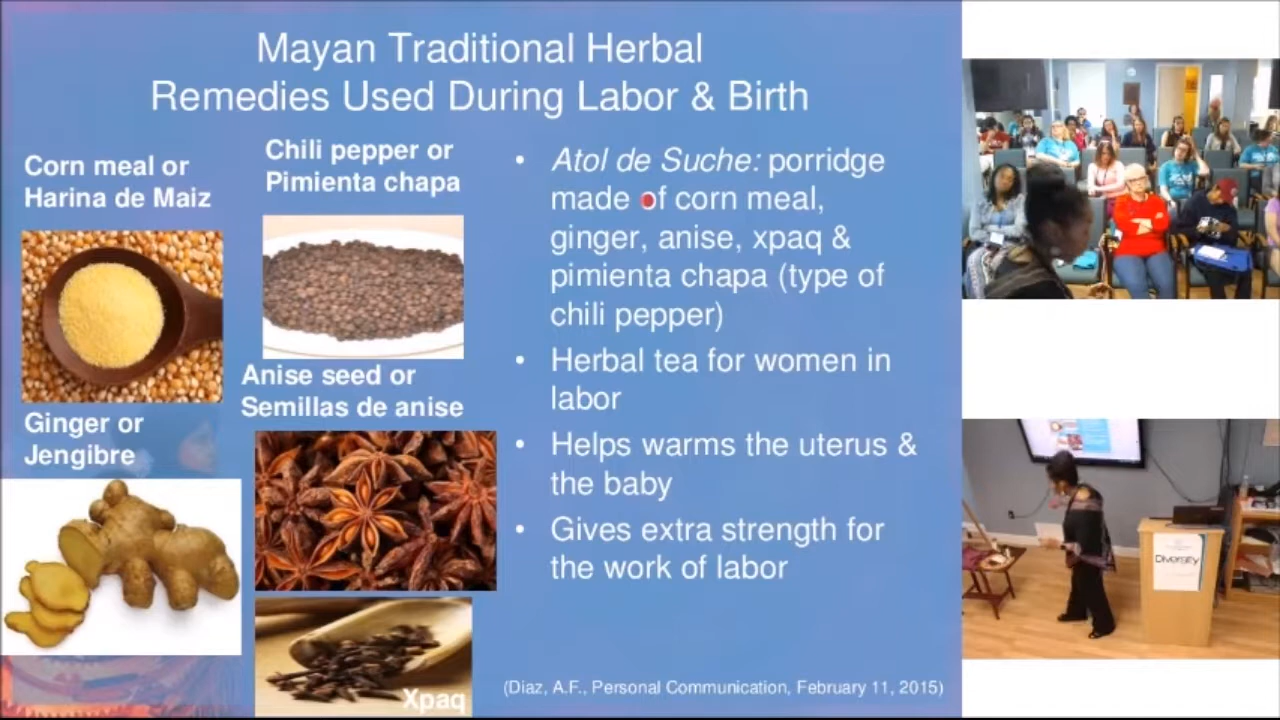 Mayan Traditional Herbal
Remedies Used During Labor & Birth
Corn meal or
Harina de Maiz
Chili pepper or
Pimienta chapa
Ginger or
Jengibre
Anise seed or
Semillas de anise
Xpaq
• Atol de Suche: porridge
made of corn meal,
ginger, anise, xpaq &
pimienta chapa (type of
chili pepper)
• Herbal tea for women in
labor
• Helps warms the uterus &
the baby
• Gives extra strength for
the work of labor
(Diaz, A.F., Personal Communication, February 11, 2015)
Diversity